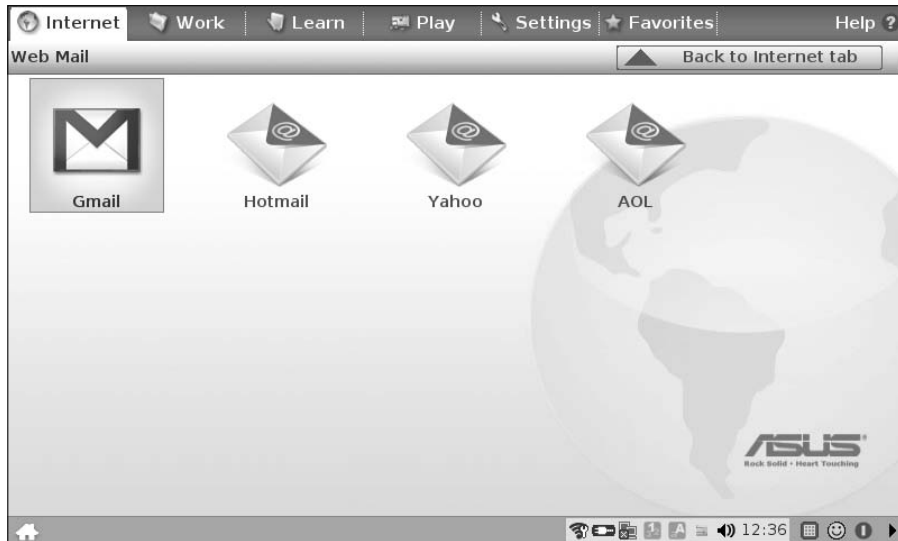 Internet Work Learn Play Settings Favorites Help ?
Web Mail Back to Internet tab
Gmail Hotmail Yahoo AOL
ASUS
Rock Solid • Heart Touching
1 A 12:36